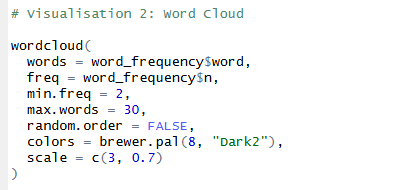 # Visualisation 2: Word Cloud
wordcloud(
words = word_frequency$word,
freq = word_frequency$n,
min.freq = 2,
max.words = 30,
random.order = FALSE,
colors = brewer.pal(8, "Dark2"),
scale = c(3, 0.7)
)